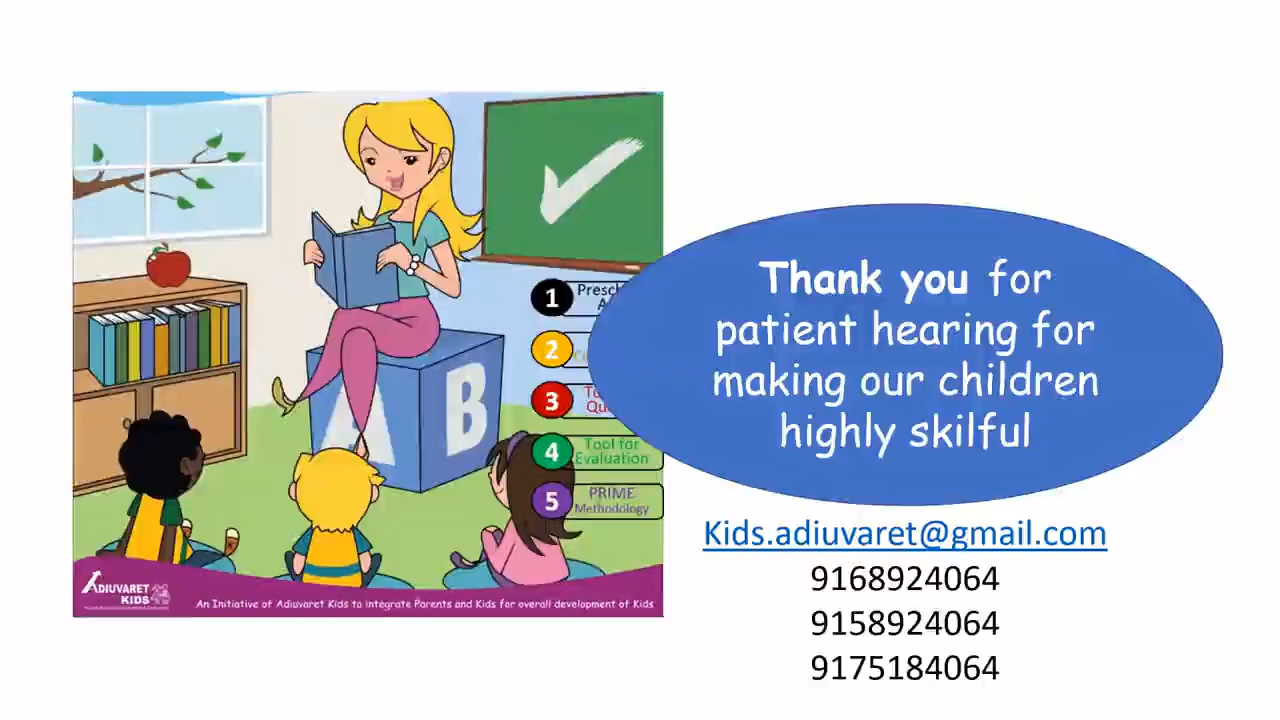 A B
1 Presch
2
3
Qu
4 Tool for
Evaluation
5 PRIME
Methodology
ADIUVARET
KIDS
An Initiative of Adiuvaret Kids to integrate Parents and Kids for overall development of Kids
Thank you for
patient hearing for
making our children
highly skilful
Kids.adiuvaret@gmail.com
9168924064
9158924064
9175184064